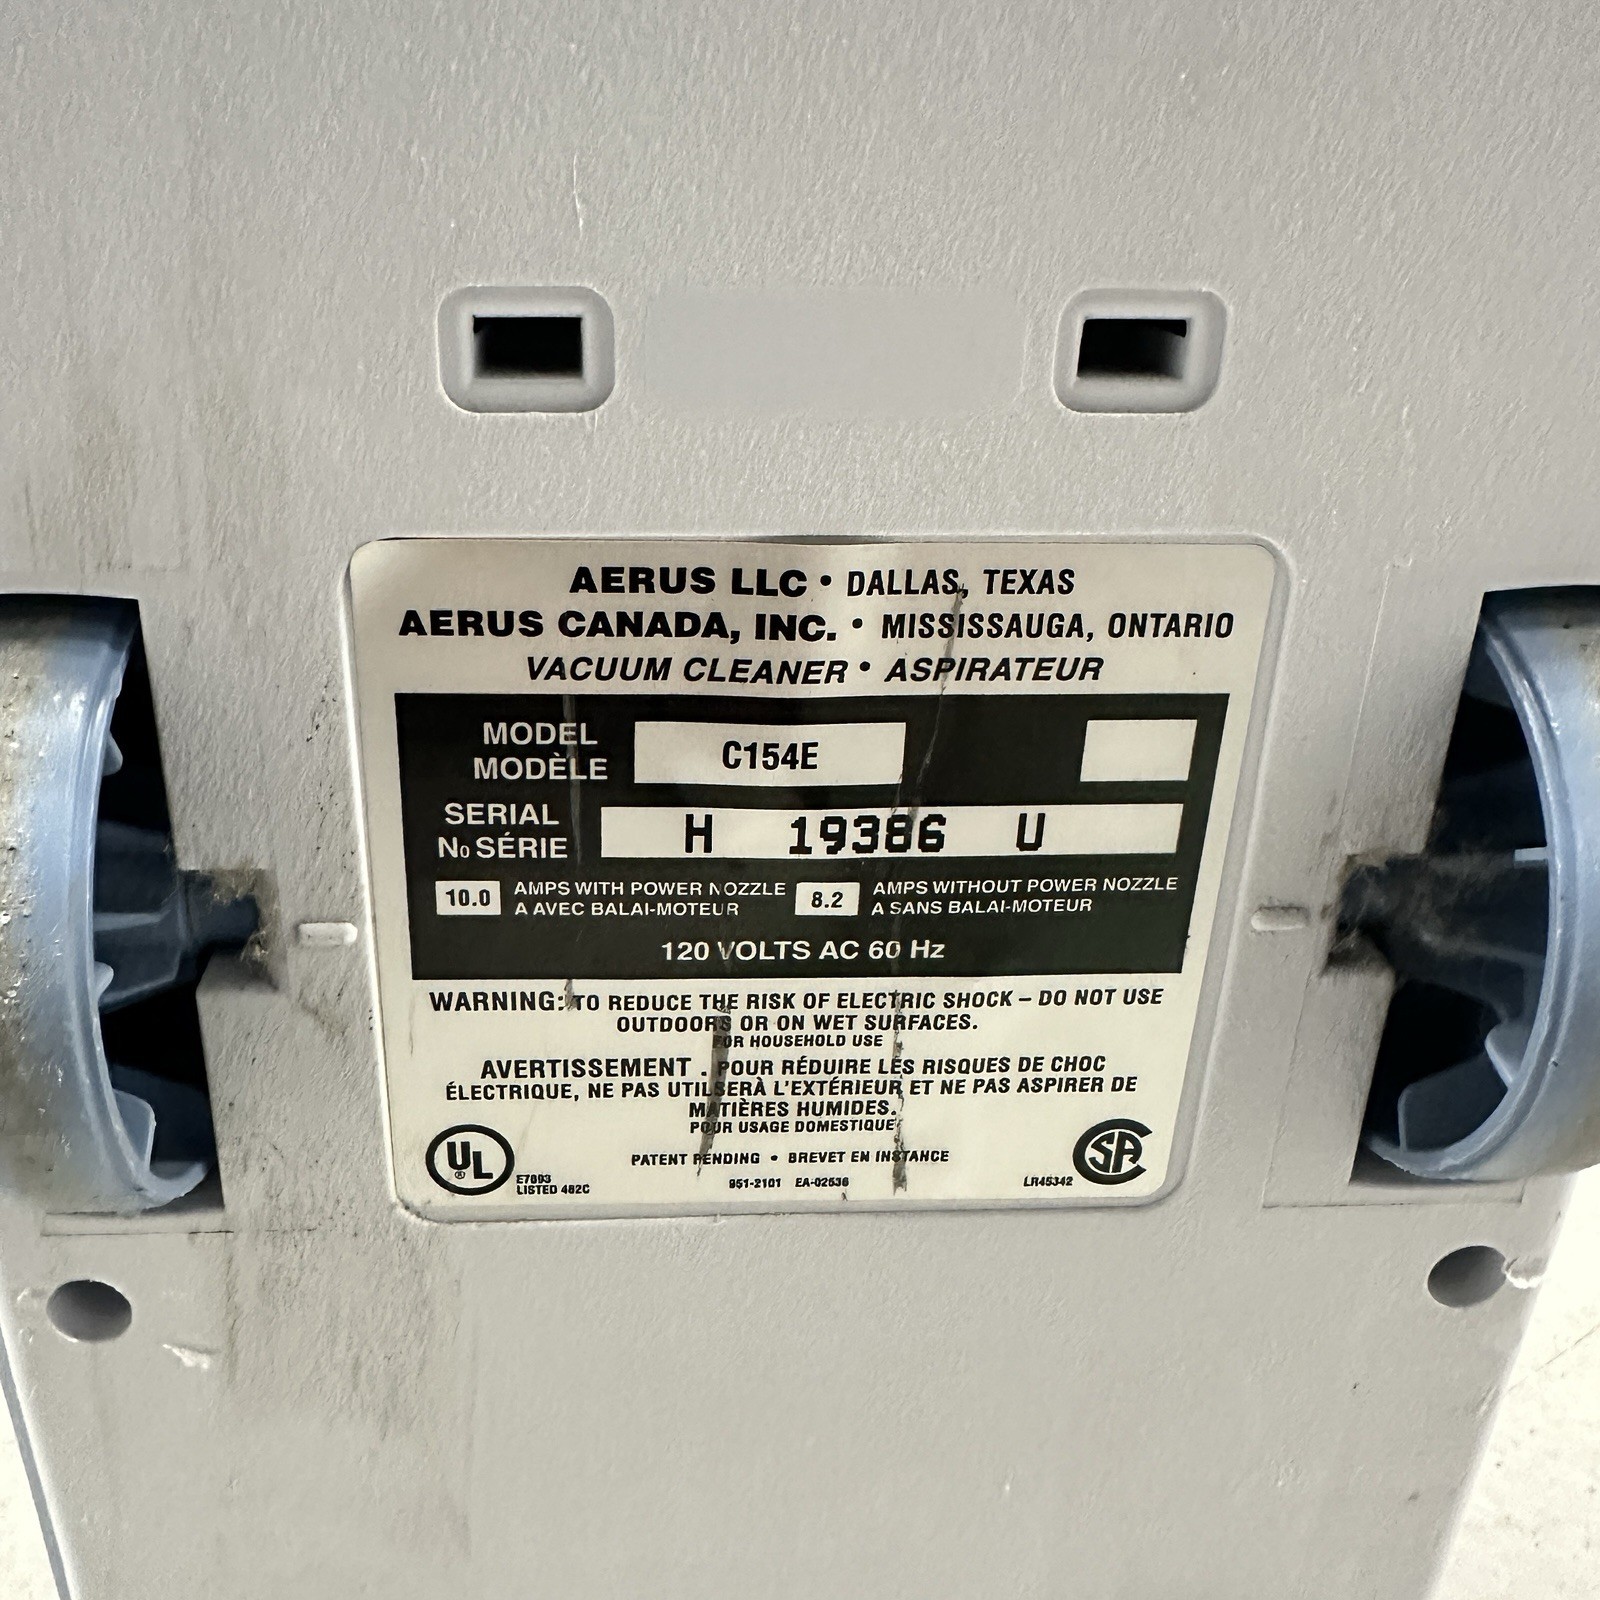 AERUS LLC • DALLAS, TEXAS
AERUS CANADA, INC. • MISSISSAUGA, ONTARIO
VACUUM CLEANER • ASPIRATEUR
MODEL
MODÈLE
C154E
SERIAL
No SÉRIE
H 19386 U
10.0 AMPS WITH POWER NOZZLE
A AVEC BALAI-MOTEUR
8.2 AMPS WITHOUT POWER NOZZLE
A SANS BALAI-MOTEUR
120 VOLTS AC 60 Hz
WARNING: TO REDUCE THE RISK OF ELECTRIC SHOCK – DO NOT USE
OUTDOORS OR ON WET SURFACES.
FOR HOUSEHOLD USE
AVERTISSEMENT . POUR RÉDUIRE LES RISQUES DE CHOC
ÉLECTRIQUE, NE PAS UTILSERÀ L'EXTÉRIEUR ET NE PAS ASPIRER DE
MATIÈRES HUMIDES.
POUR USAGE DOMESTIQUE
UL
E7093
LISTED 482C
PATENT PENDING • BREVET EN INSTANCE
951-2101 EA-02636
LR45342
SA